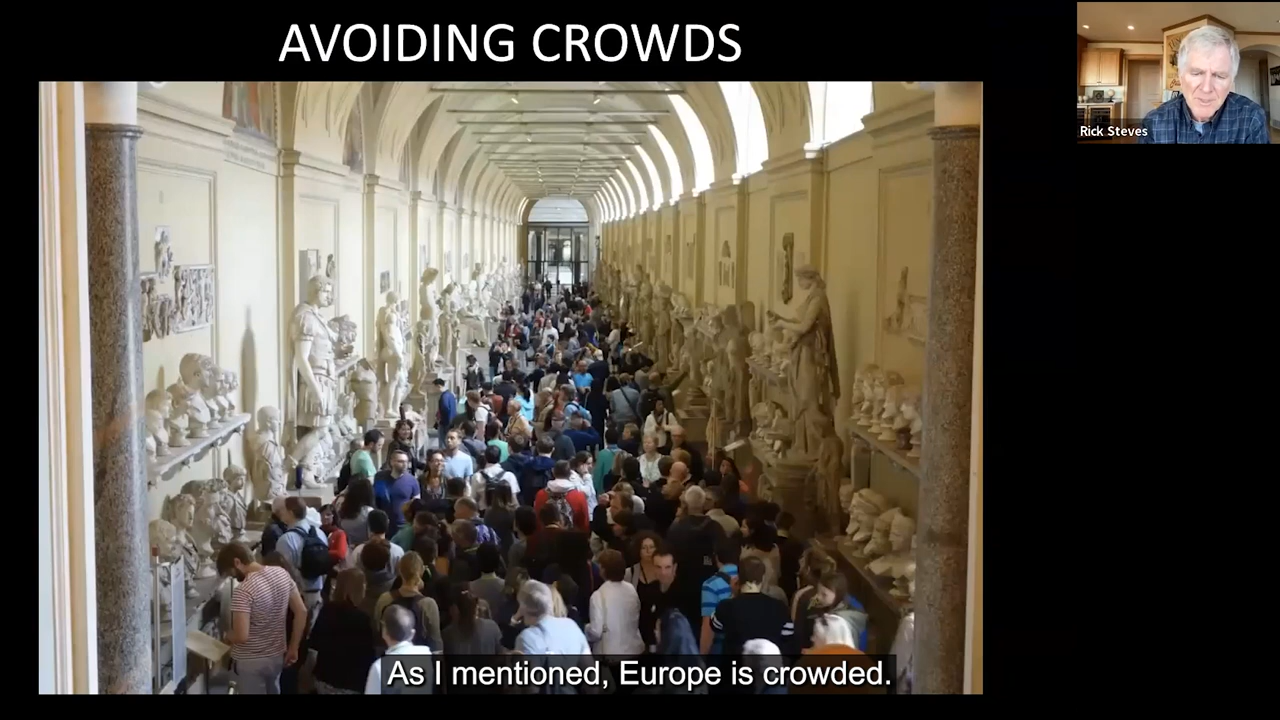 AVOIDING CROWDS
Rick Steves
As I mentioned, Europe is crowded.